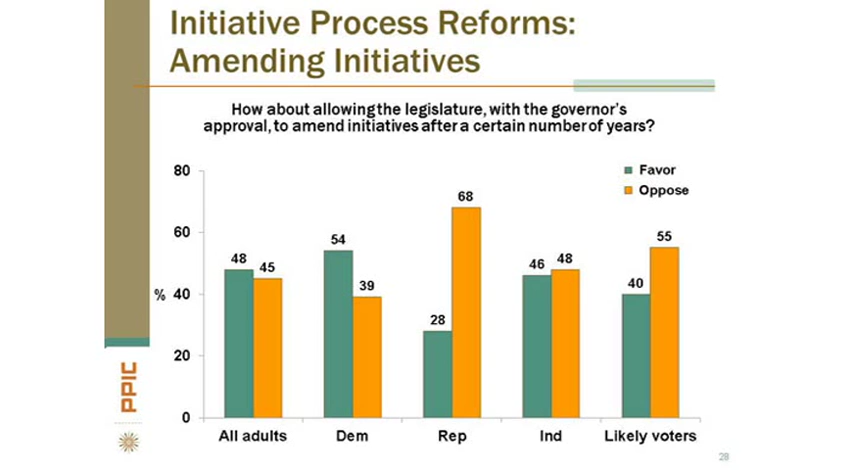 Initiative Process Reforms:
Amending Initiatives
How about allowing the legislature, with the governor's
approval, to amend initiatives after a certain number of years?
80
60
% 40
20
0
Favor
Oppose
48
45
54
39
28
68
46
48
40
55
All adults
Dem
Rep
Ind
Likely voters
PPIC
28